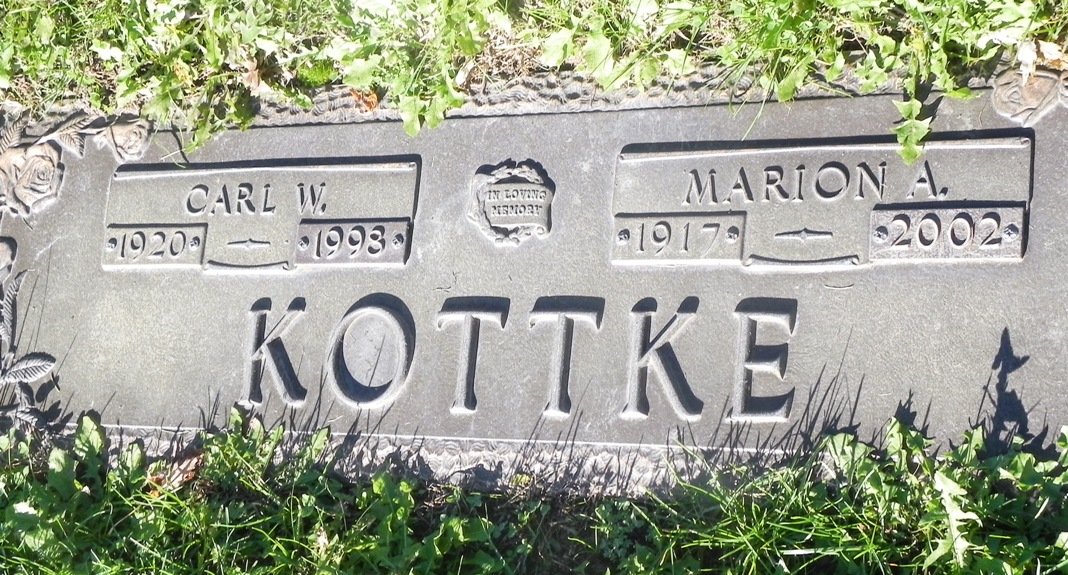 CARL W.
1920 – 1998
IN LOVING
MEMORY
MARION A.
1917 – 2002
KOTTKE